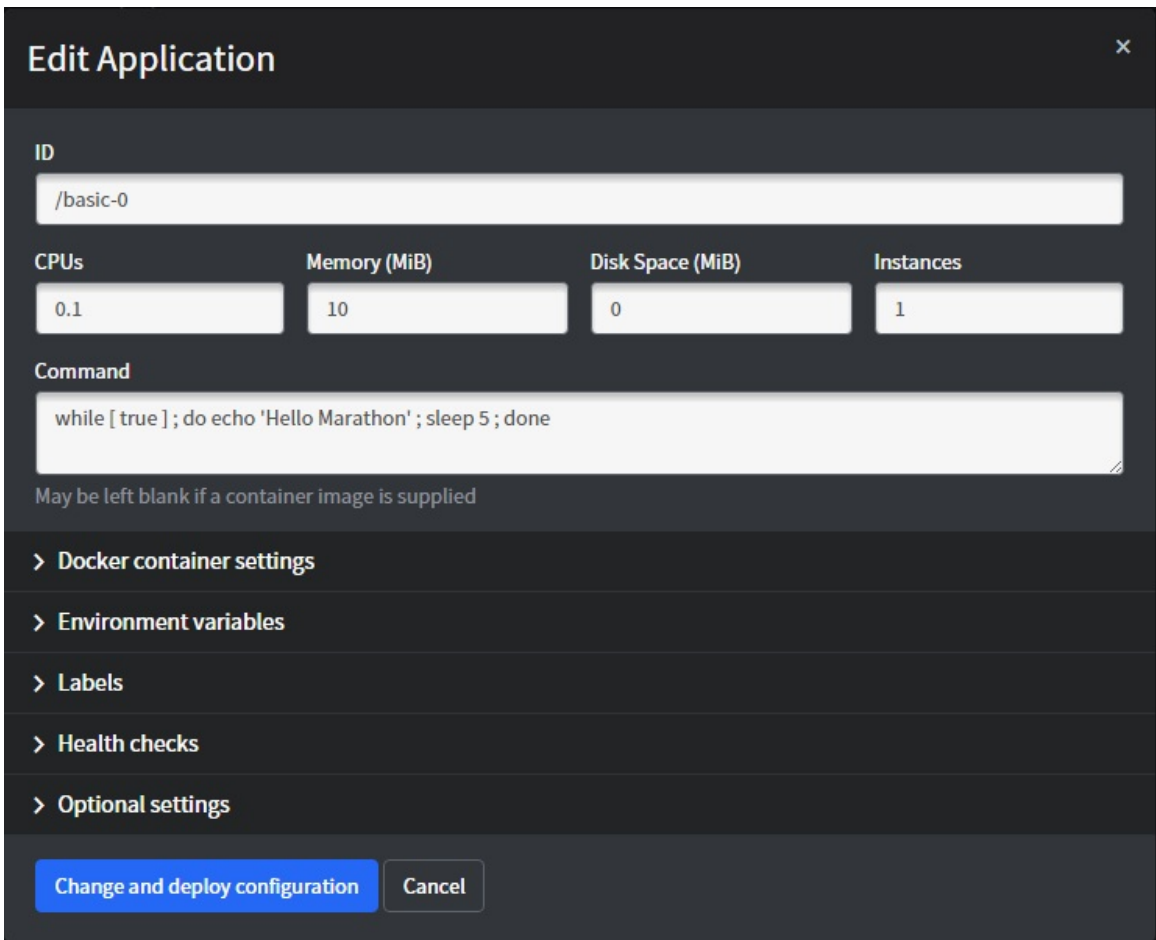 Edit Application
×
ID
/basic-0
CPUs Memory (MiB) Disk Space (MiB) Instances
0.1 10 0 1
Command
while [ true ] ; do echo 'Hello Marathon' ; sleep 5 ; done
May be left blank if a container image is supplied
Docker container settings
Environment variables
Labels
Health checks
Optional settings
Change and deploy configuration Cancel